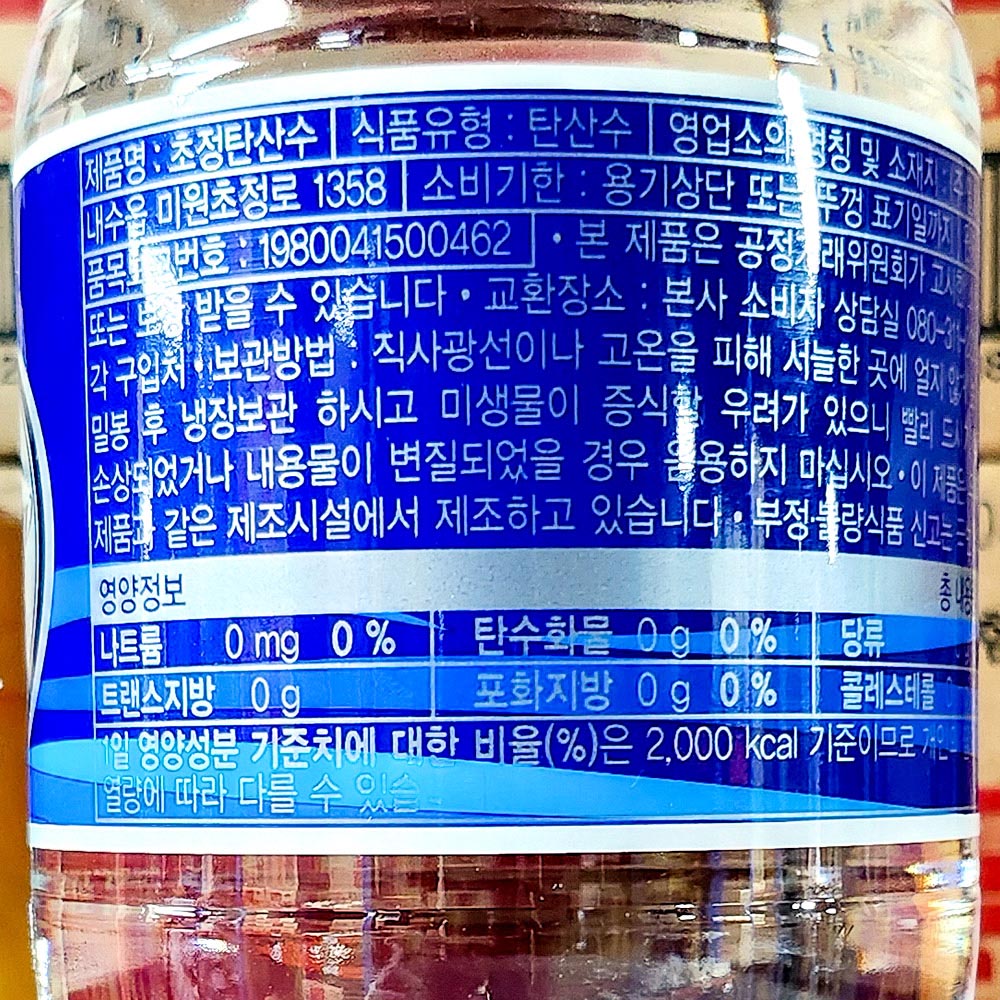 제품명 : 초정탄산수 | 식품유형 : 탄산수 | 영업소의 명칭 및 소재지
내수읍 미원초정로 1358 | 소비기한 : 용기상단 또는 뚜껑 표기일까지
번호 : 1980041500462 | • 본 제품은 공정거래위원회가
또는 보상 받을 수 있습니다 • 교환장소 : 본사 소비자 상담실 080-311-
각 구입처 • 보관방법 : 직사광선이나 고온을 피해 서늘한 곳에 얼지
밀봉 후 냉장보관 하시고 미생물이 증식할 우려가 있으니 빨리
손상되었거나 내용물이 변질되었을 경우 음용하지 마십시오 • 이 제품은
제품과 같은 제조시설에서 제조하고 있습니다 • 부정·불량식품 신고는
영양정보 총
나트륨 0 mg 0 % 탄수화물 0 g 0 % 당류
트랜스지방 0 g 포화지방 0 g 0 % 콜레스테롤
1일 영양성분 기준치에 대한 비율(%)은 2,000 kcal 기준이므로
열량에 따라 다를 수 있습